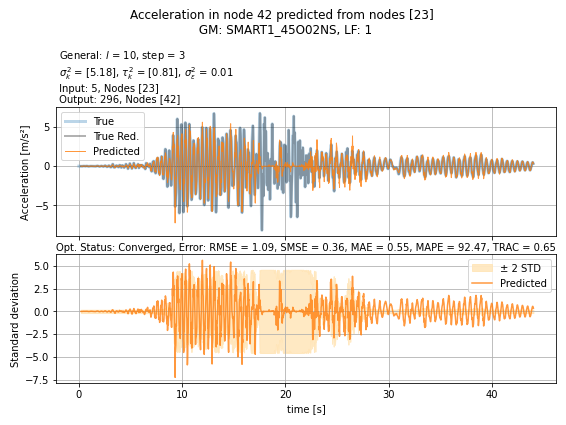 Acceleration in node 42 predicted from nodes [23]
GM: SMART1_45O02NS, LF: 1
General: l = 10, step = 3
σ²ₖ = [5.18], τ²ₖ = [0.81], σ²ₑ = 0.01
Input: 5, Nodes [23]
Output: 296, Nodes [42]
True
True Red.
Predicted
Acceleration [m/s²]
5
0
−5
Opt. Status: Converged, Error: RMSE = 1.09, SMSE = 0.36, MAE = 0.55, MAPE = 92.47, TRAC = 0.65
± 2 STD
Predicted
Standard deviation
5.0
2.5
0.0
−2.5
−5.0
−7.5
0
10
20
30
40
time [s]